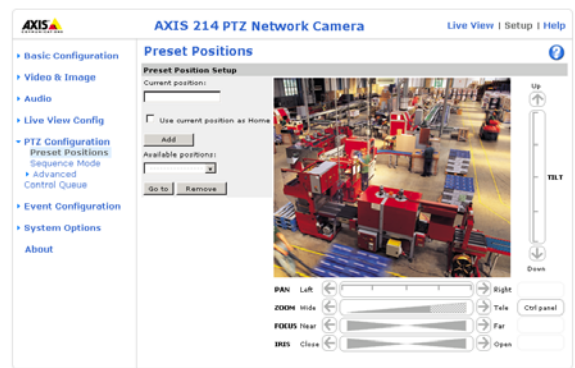 AXIS
COMMUNICATIONS
AXIS 214 PTZ Network Camera
Live View | Setup | Help
Basic Configuration
Video & Image
Audio
Live View Config
PTZ Configuration
Preset Positions
Sequence Mode
Advanced
Control Queue
Event Configuration
System Options
About
Preset Positions
?
Preset Position Setup
Current position:
Use current position as Home
Add
Available positions:
Go to Remove
Up
TILT
Down
PAN Left Right
ZOOM Wide Tele Ctrl panel
FOCUS Near Far
IRIS Close Open